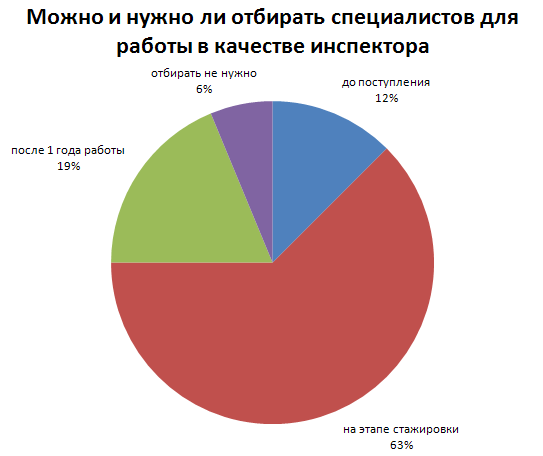 Можно и нужно ли отбирать специалистов для
работы в качестве инспектора
отбирать не нужно
6%
до поступления
12%
после 1 года работы
19%
на этапе стажировки
63%